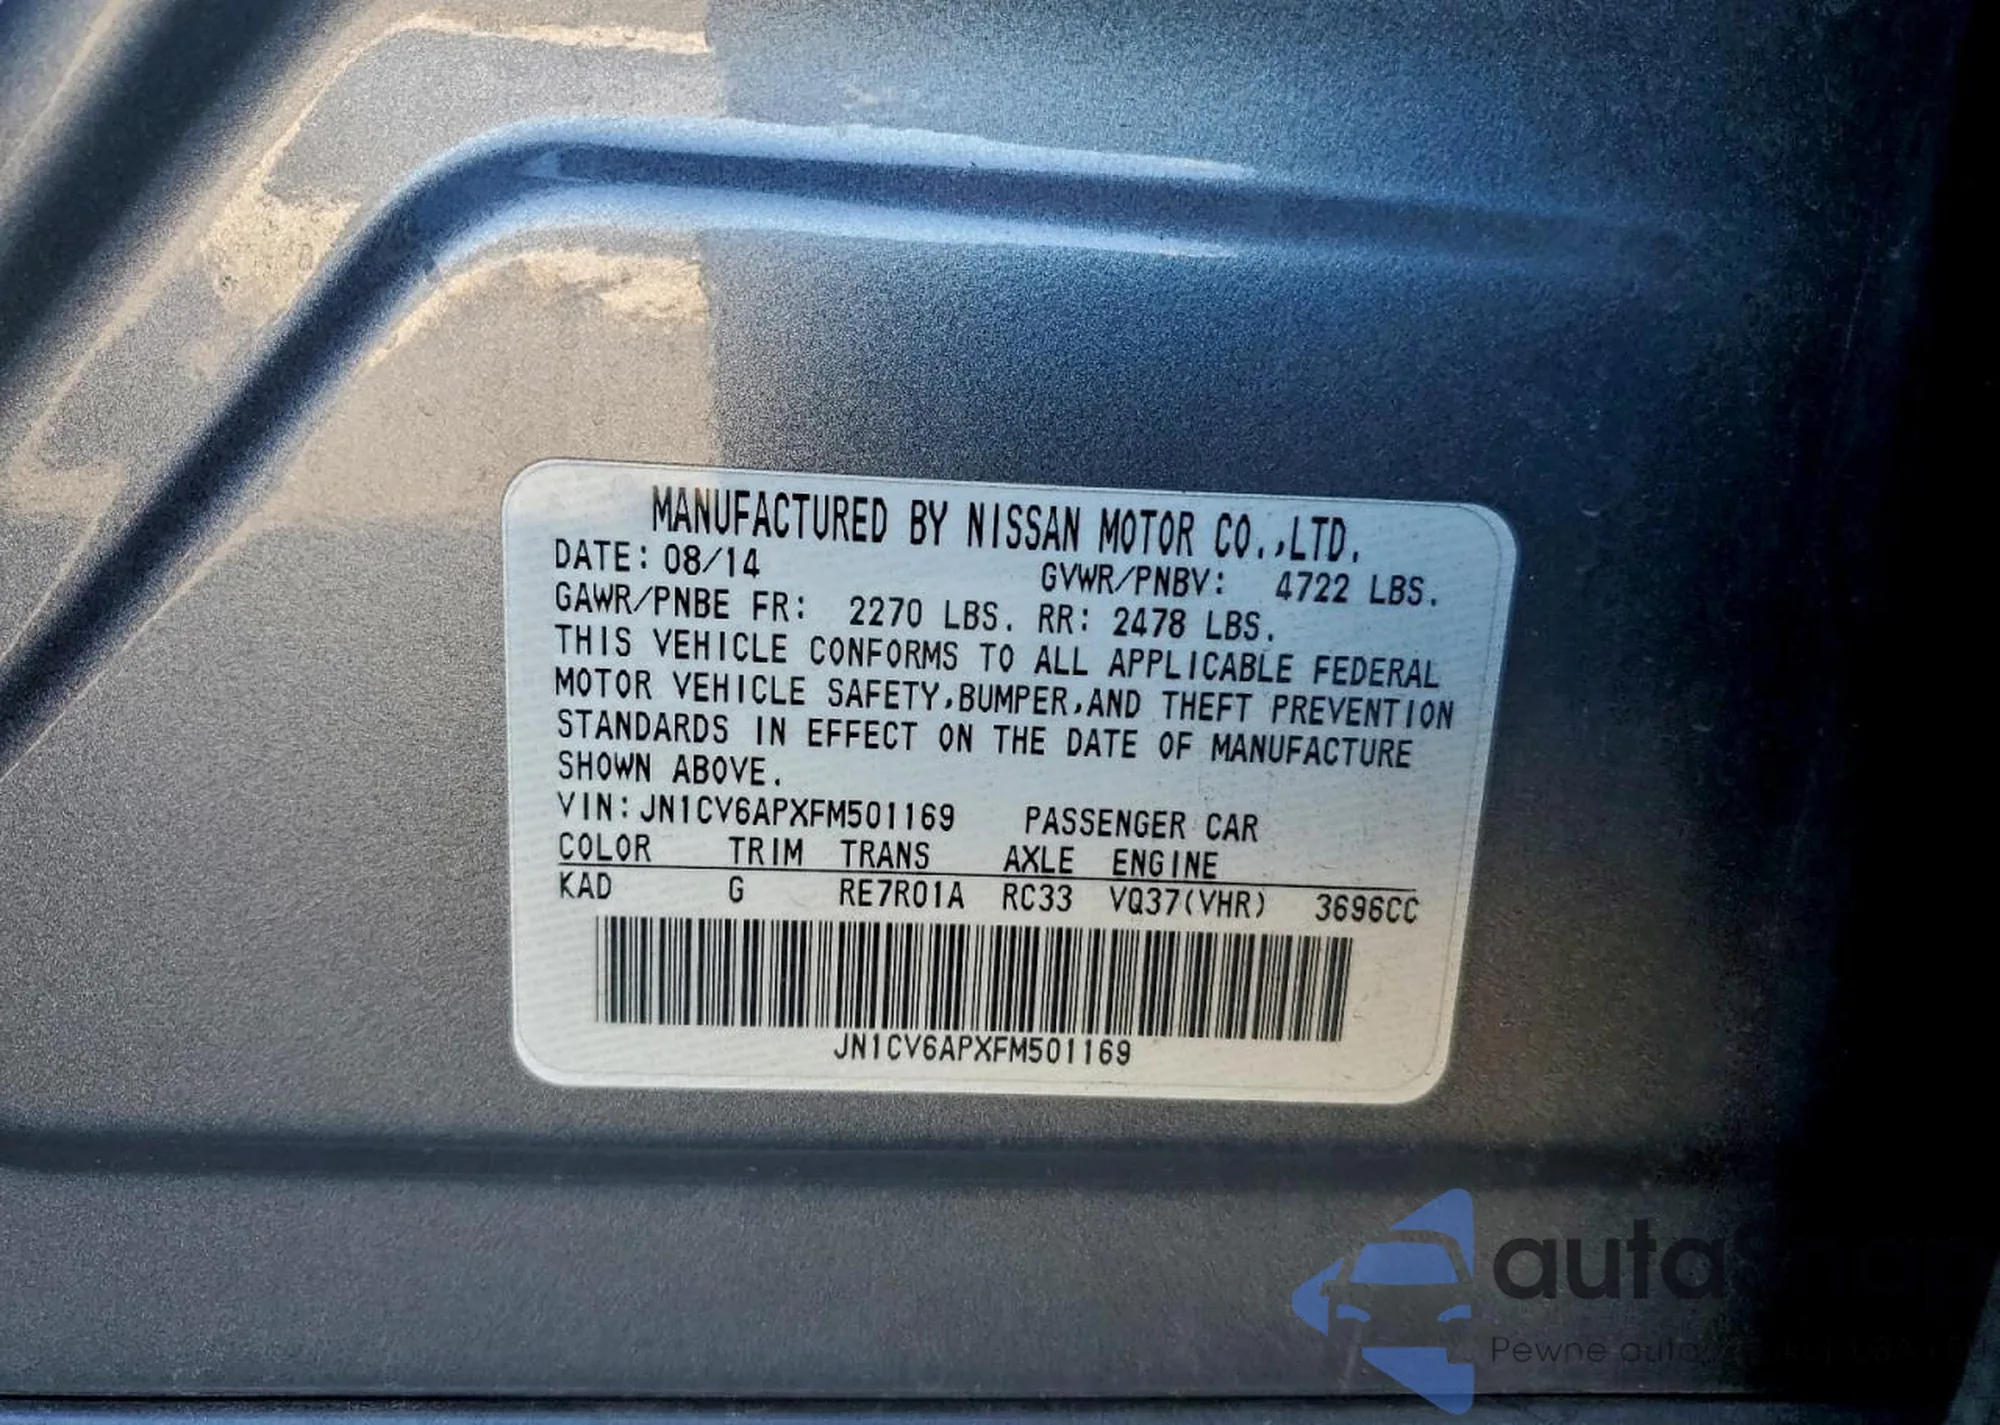 MANUFACTURED BY NISSAN MOTOR CO.,LTD.
DATE: 08/14 GVWR/PNBV: 4722 LBS.
GAWR/PNBE FR: 2270 LBS. RR: 2478 LBS.
THIS VEHICLE CONFORMS TO ALL APPLICABLE FEDERAL
MOTOR VEHICLE SAFETY,BUMPER,AND THEFT PREVENTION
STANDARDS IN EFFECT ON THE DATE OF MANUFACTURE
SHOWN ABOVE.
VIN:JN1CV6APXFM501169 PASSENGER CAR
COLOR TRIM TRANS AXLE ENGINE
KAD G RE7R01A RC33 VQ37(VHR) 3696CC
JN1CV6APXFM501169
autaSnap
Pewne auto